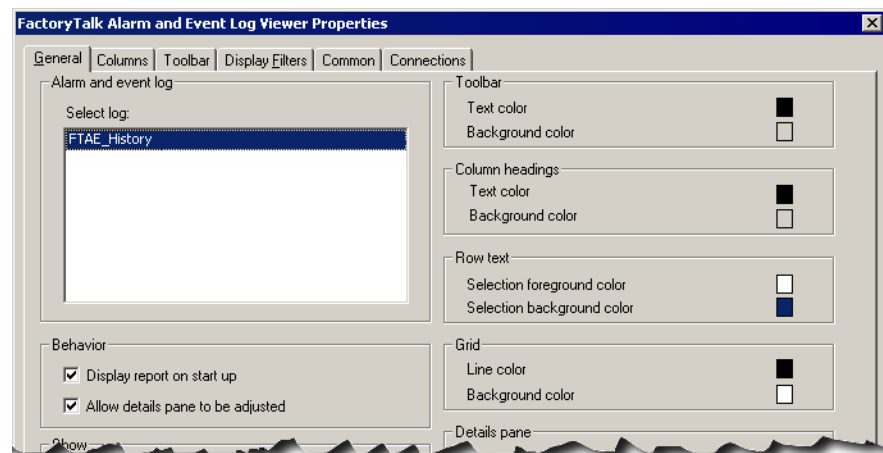 FactoryTalk Alarm and Event Log Viewer Properties
General
Columns
Toolbar
Display Filters
Common
Connections
Alarm and event log
Select log:
FTAE_History
Behavior
Display report on start up
Allow details pane to be adjusted
Show
Toolbar
Text color
Background color
Column headings
Text color
Background color
Row text
Selection foreground color
Selection background color
Grid
Line color
Background color
Details pane